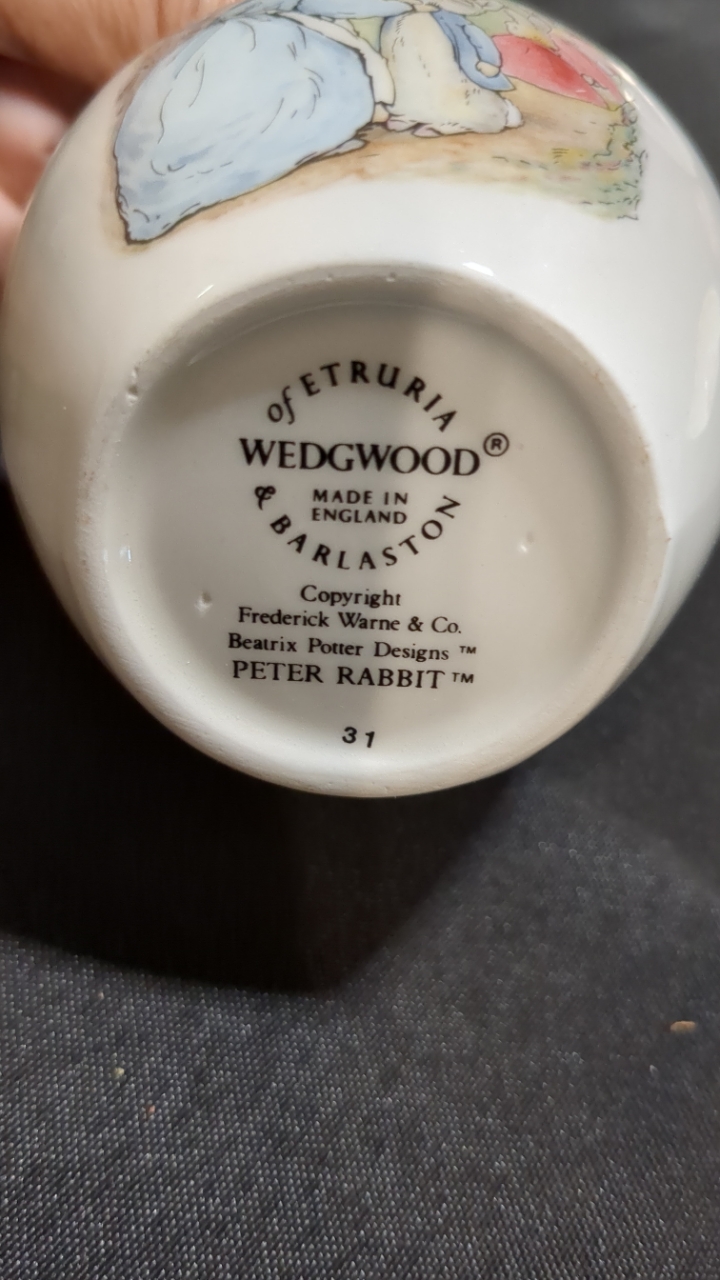 of ETRURIA
WEDGWOOD®
MADE IN
ENGLAND
& BARLASTON
Copyright
Frederick Warne & Co.
Beatrix Potter Designs ™
PETER RABBIT ™
31